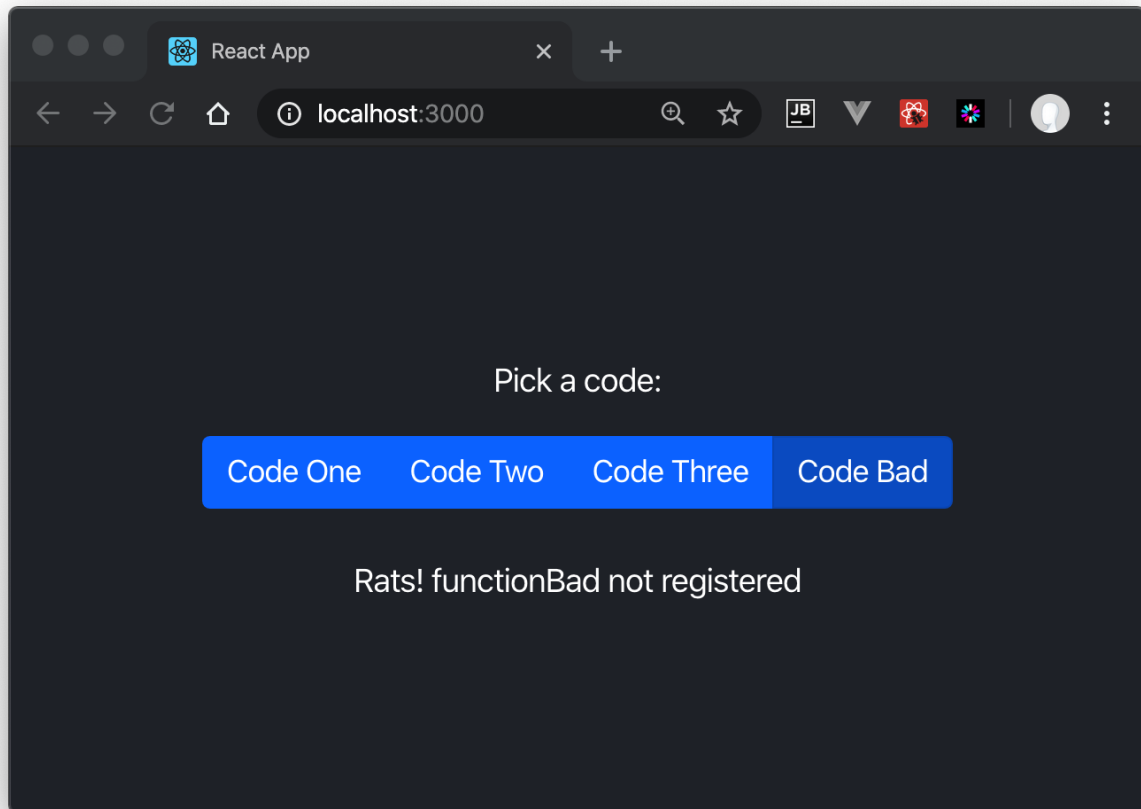 React App
localhost:3000
JB
Pick a code:
Code One Code Two Code Three Code Bad
Rats! functionBad not registered